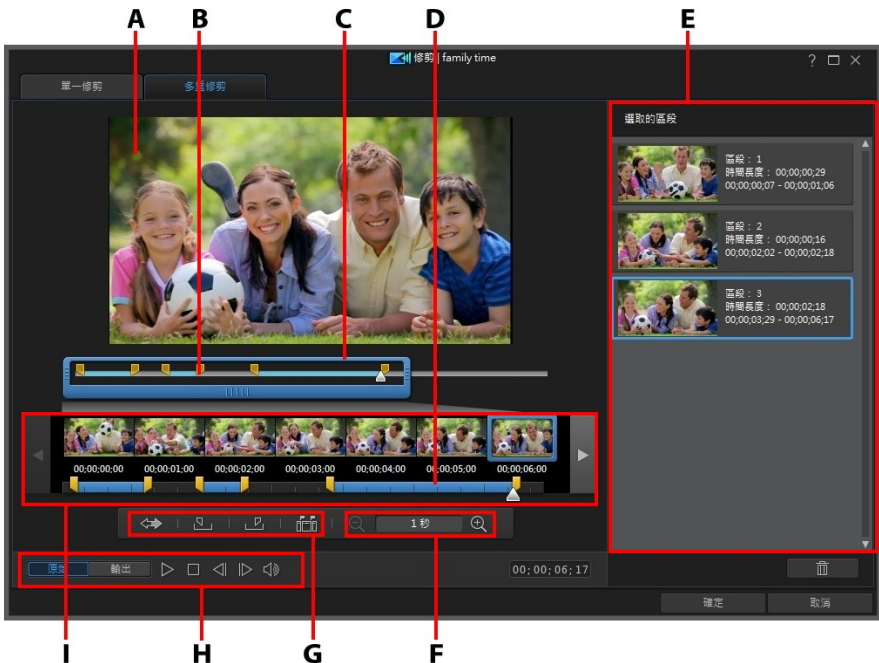 A B C D E
修剪 | family time
?
單一修剪 多重修剪
選取的區段
區段： 1
時間長度： 00;00;00;29
00;00;00;07 - 00;00;01;06
區段： 2
時間長度： 00;00;00;16
00;00;02;02 - 00;00;02;18
區段： 3
時間長度： 00;00;02;18
00;00;03;29 - 00;00;06;17
00;00;00;00 00;00;01;00 00;00;02;00 00;00;03;00 00;00;04;00 00;00;05;00 00;00;06;00
1 秒
原始 輸出
00; 00; 06; 17
確定 取消
I H G F